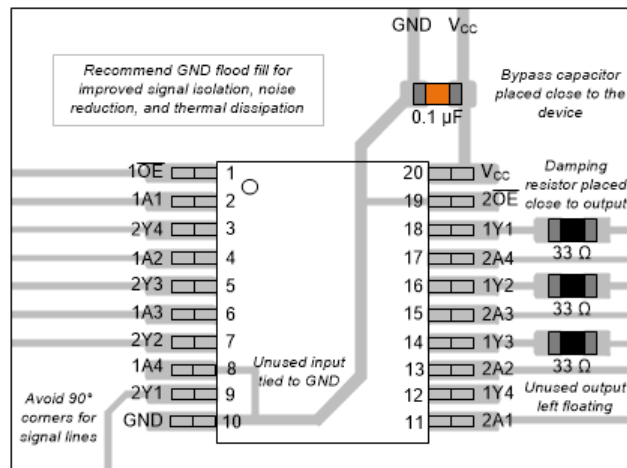 GND VCC
Recommend GND flood fill for
improved signal isolation, noise
reduction, and thermal dissipation
Bypass capacitor
placed close to the
device
0.1 µF
1O̅E̅ 1 20 VCC
Damping
resistor placed
close to output
1A1 2 19 2O̅E̅
2Y4 3 18 1Y1
33 Ω
1A2 4 17 2A4
2Y3 5 16 1Y2
33 Ω
1A3 6 15 2A3
2Y2 7 14 1Y3
33 Ω
1A4 8 13 2A2
Unused input
tied to GND
2Y1 9 12 1Y4
Unused output
left floating
GND 10 11 2A1
Avoid 90°
corners for
signal lines